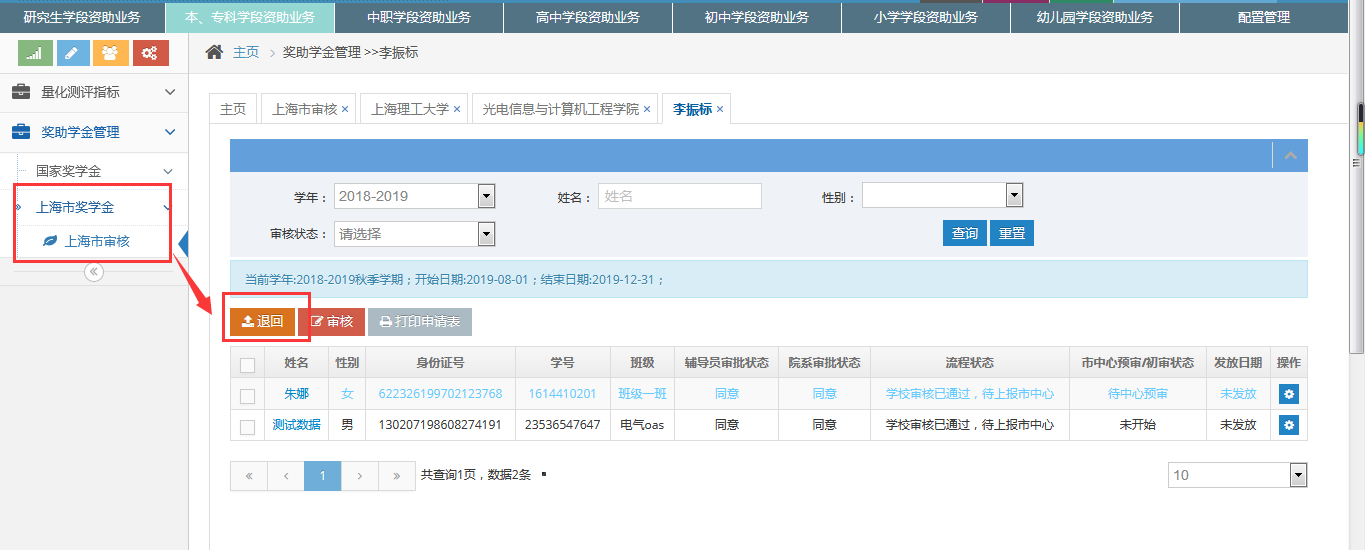 研究生学段资助业务 本、专科学段资助业务 中职学段资助业务 高中学段资助业务 初中学段资助业务 小学学段资助业务 幼儿园学段资助业务 配置管理
主页 > 奖助学金管理 >>李振标
量化测评指标
奖助学金管理
国家奖学金
上海市奖学金
上海市审核
主页 上海市审核 × 上海理工大学 × 光电信息与计算机工程学院 × 李振标 ×
学年： 2018-2019 姓名： 姓名 性别：
审核状态： 请选择 查询 重置
当前学年:2018-2019秋季学期；开始日期:2019-08-01；结束日期:2019-12-31；
退回 审核 打印申请表
姓名 性别 身份证号 学号 班级 辅导员审批状态 院系审批状态 流程状态 市中心预审/初审状态 发放日期 操作
朱娜 女 622326199702123768 1614410201 班级一班 同意 同意 学校审核已通过，待上报市中心 待中心预审 未发放
测试数据 男 130207198608274191 23536547647 电气oas 同意 同意 学校审核已通过，待上报市中心 未开始 未发放
« ‹ 1 › » 共查询1页，数据2条 10